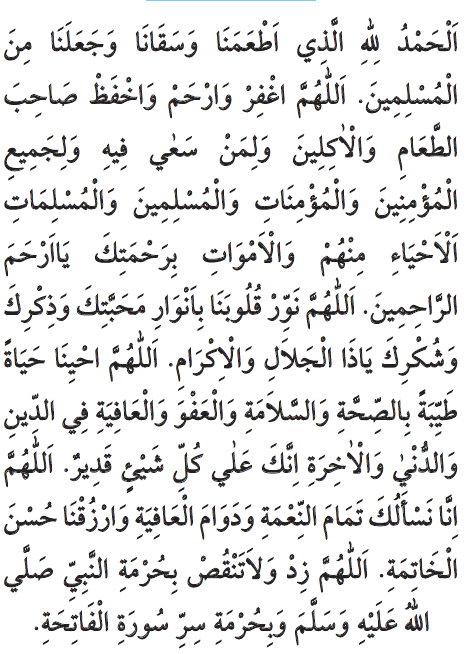 اَلْحَمْدُ لِلّٰهِ الَّذِي اَطْعَمَنَا وَسَقَانَا وَجَعَلَنَا مِنَ
الْمُسْلِمِينَ. اَللّٰهُمَّ اغْفِرْ وَارْحَمْ وَاخْفَظْ صَاحِبَ
الطَّعَامِ وَالْاٰكِلِينَ وَلِمَنْ سَعٰي فِيهِ وَلِجَمِيعِ
الْمُؤْمِنِينَ وَالْمُؤْمِنَاتِ وَالْمُسْلِمِينَ وَالْمُسْلِمَاتِ
اَلْاَحْيَاءِ مِنْهُمْ وَالْاَمْوَاتِ بِرَحْمَتِكَ يَااَرْحَمَ
الرَّاحِمِينَ. اَللّٰهُمَّ نَوِّرْ قُلُوبَنَا بِاَنْوَارِ مَحَبَّتِكَ وَذِكْرِكَ
وَشُكْرِكَ يَاذَا الْجَلَالِ وَالْاِكْرَامِ. اَللّٰهُمَّ احْيِنَا حَيَاةً
طَيِّبَةً بِالصِّحَّةِ وَالسَّلَامَةِ وَالْعَفْوَ وَالْعَافِيَةِ فِي الدِّينِ
وَالدُّنْيٰ وَالْاٰخِرَةِ اِنَّكَ عَلٰي كُلِّ شَيْئٍ قَدِيرٌ. اَللّٰهُمَّ
اِنَّا نَسْأَلُكَ تَمَامَ النِّعْمَةِ وَدَوَامَ الْعَافِيَةِ وَارْزُقْنَا حُسْنَ
الْخَاتِمَةِ. اَللّٰهُمَّ زِدْ وَلَاتَنْقُصْ بِحُرْمَةِ النَّبِيِّ صَلَّي
اللهُ عَلَيْهِ وَسَلَّمَ وَبِحُرْمَةِ سِرِّ سُورَةِ الْفَاتِحَةِ.